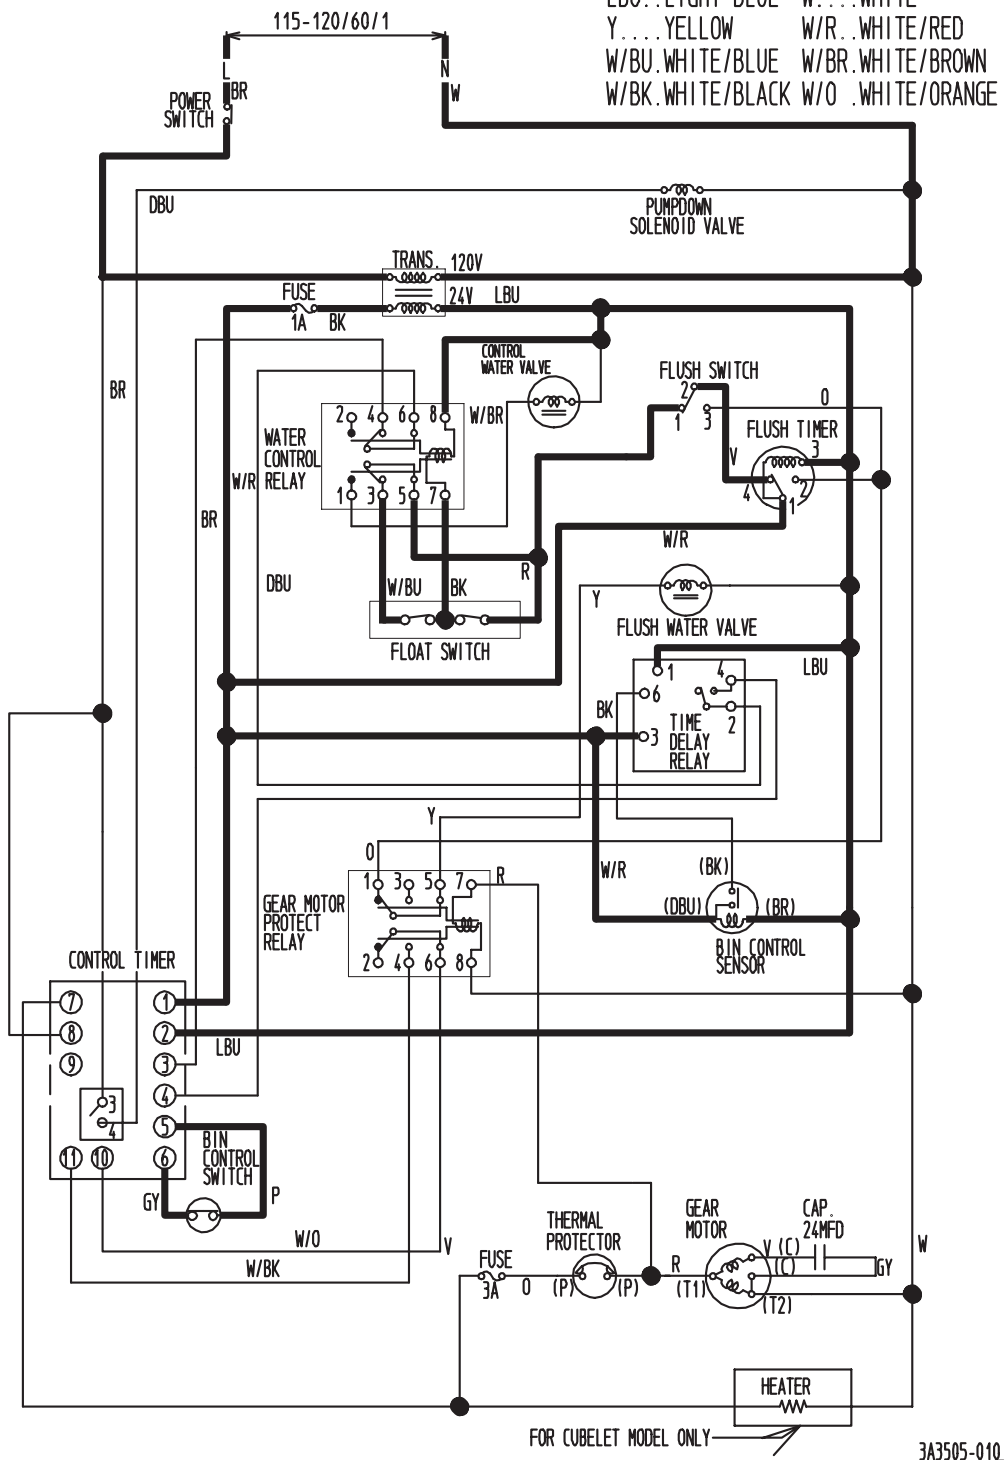 LBU..LIGHT BLUE W....WHITE
115-120/60/1
Y....YELLOW W/R..WHITE/RED
W/BU.WHITE/BLUE W/BR.WHITE/BROWN
W/BK.WHITE/BLACK W/O .WHITE/ORANGE
L
N
BR
W
POWER
SWITCH
DBU
PUMPDOWN
SOLENOID VALVE
TRANS.
120V
FUSE
24V
LBU
1A
BK
CONTROL
WATER VALVE
FLUSH SWITCH
BR
2
O
2 4 6 8
W/BR
1
3
FLUSH TIMER
WATER
CONTROL
RELAY
3
V
W/R
4
2
1
1 3 5 7
BR
W/R
DBU
W/BU
BK
R
Y
FLOAT SWITCH
FLUSH WATER VALVE
LBU
1
4
6
BK
2
3
TIME
DELAY
RELAY
Y
O
W/R
(BK)
1 3 5 7
R
GEAR MOTOR
PROTECT
RELAY
(DBU)
(BR)
BIN CONTROL
SENSOR
2 4 6 8
CONTROL TIMER
7
1
8
2
LBU
9
3
3
4
4
5
BIN
CONTROL
SWITCH
11
10
6
GY
P
W/O
V
W/BK
THERMAL
PROTECTOR
GEAR
MOTOR
CAP.
24MFD
W
FUSE
V (C)
(C)
GY
3A
O
(P)
(P)
R
(T1)
(T2)
HEATER
FOR CUBELET MODEL ONLY
3A3505-010